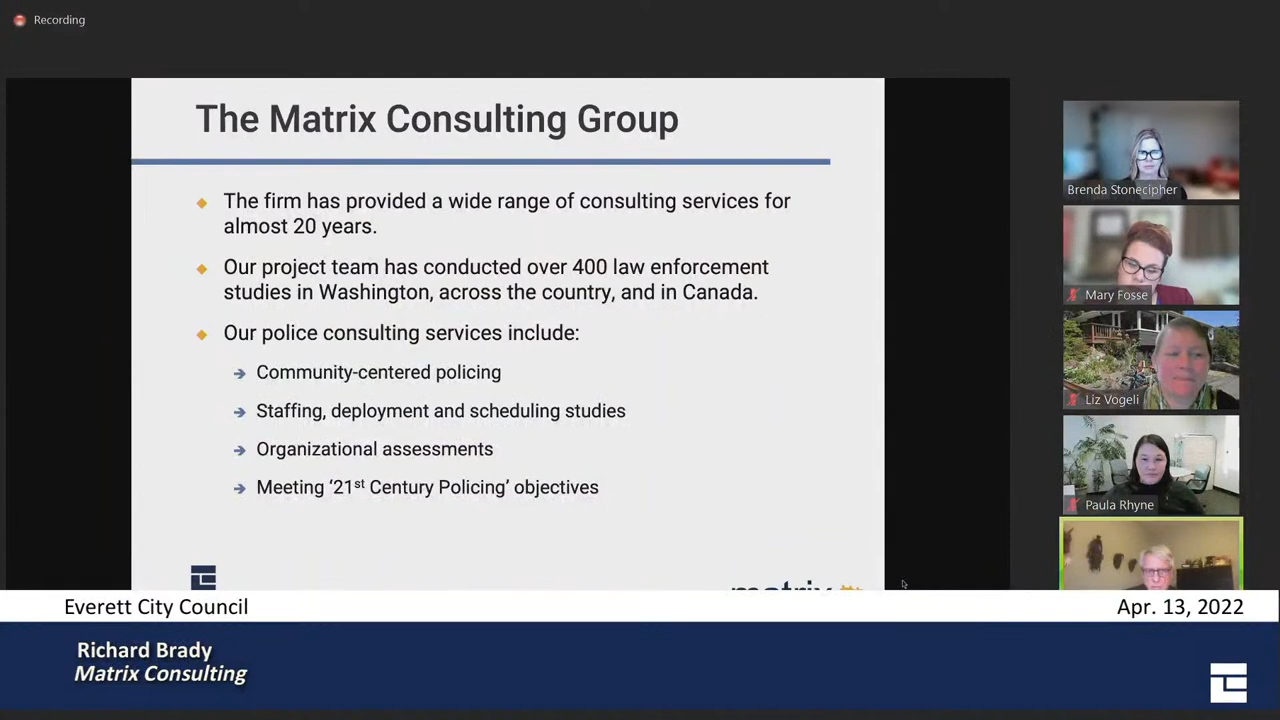 Recording
The Matrix Consulting Group
The firm has provided a wide range of consulting services for
almost 20 years.
Our project team has conducted over 400 law enforcement
studies in Washington, across the country, and in Canada.
Our police consulting services include:
Community-centered policing
Staffing, deployment and scheduling studies
Organizational assessments
Meeting ‘21st Century Policing’ objectives
matrix
Brenda Stonecipher
Mary Fosse
Liz Vogeli
Paula Rhyne
Everett City Council
Apr. 13, 2022
Richard Brady
Matrix Consulting